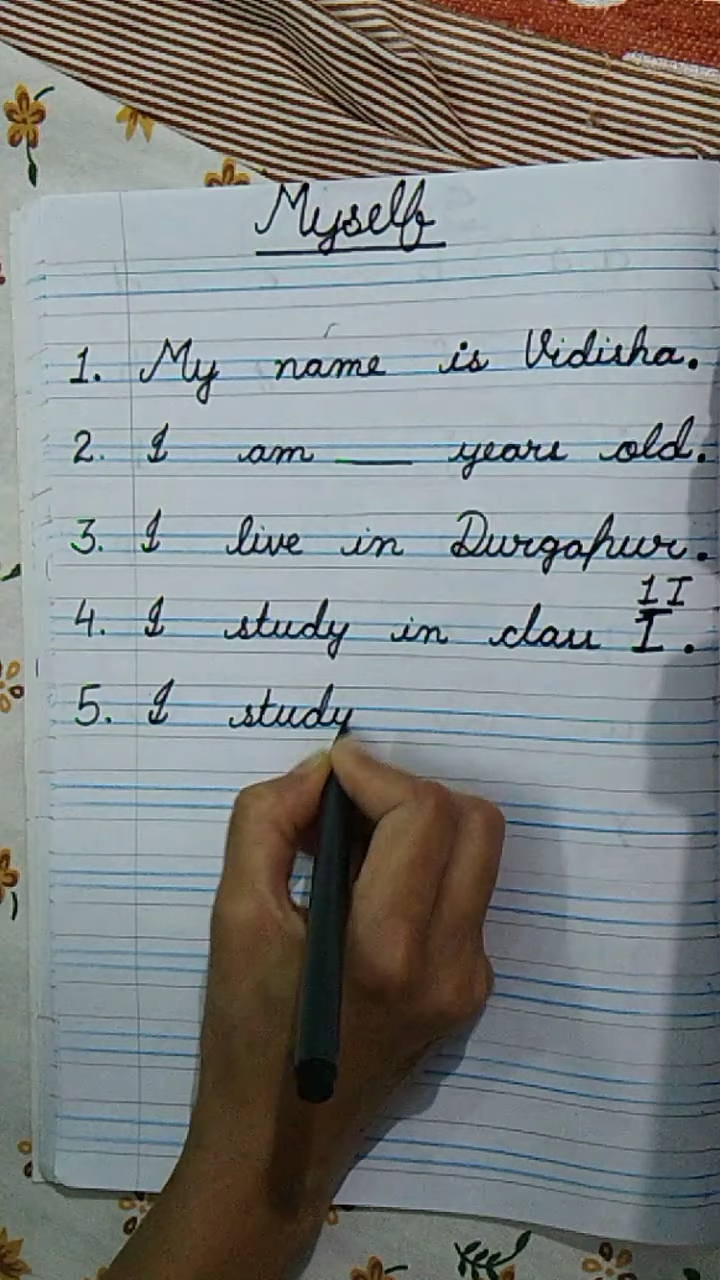 Myself
1. My name is Vidisha.
2. I am ___ years old.
3. I live in Durgapur.
1I
4. I study in class I.
5. I study